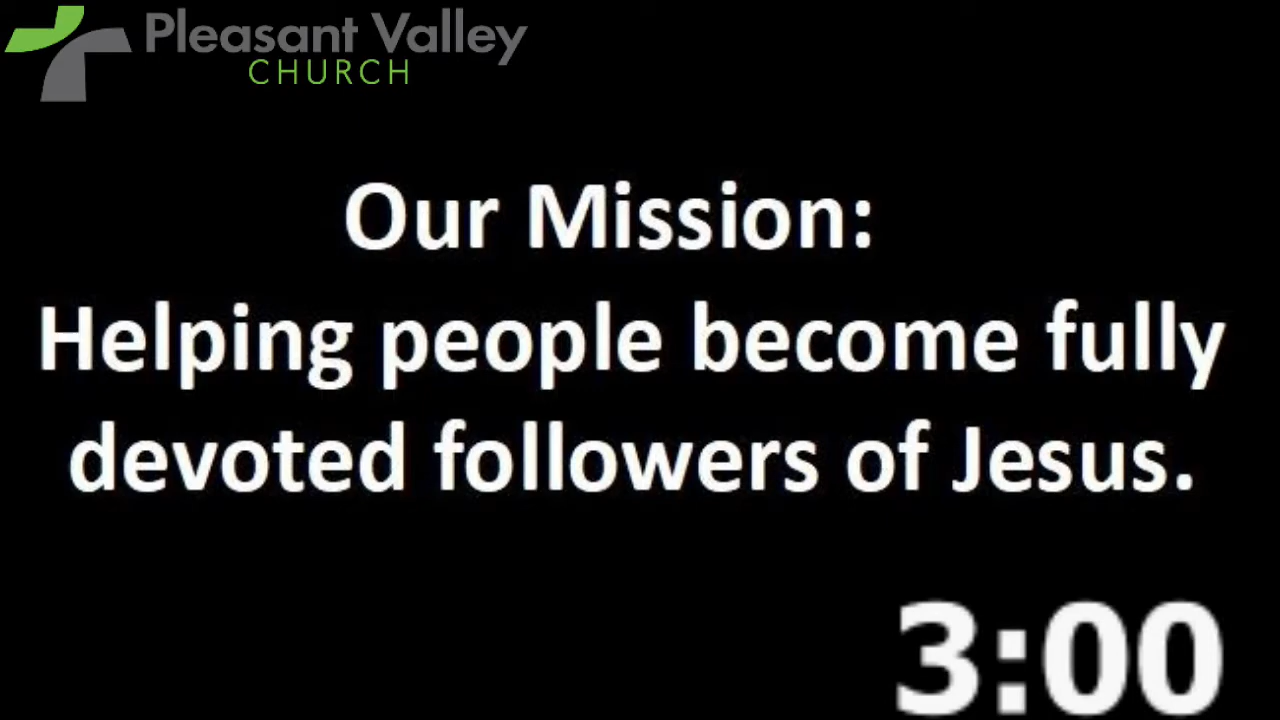 Pleasant Valley
CHURCH
Our Mission:
Helping people become fully
devoted followers of Jesus.
3:00